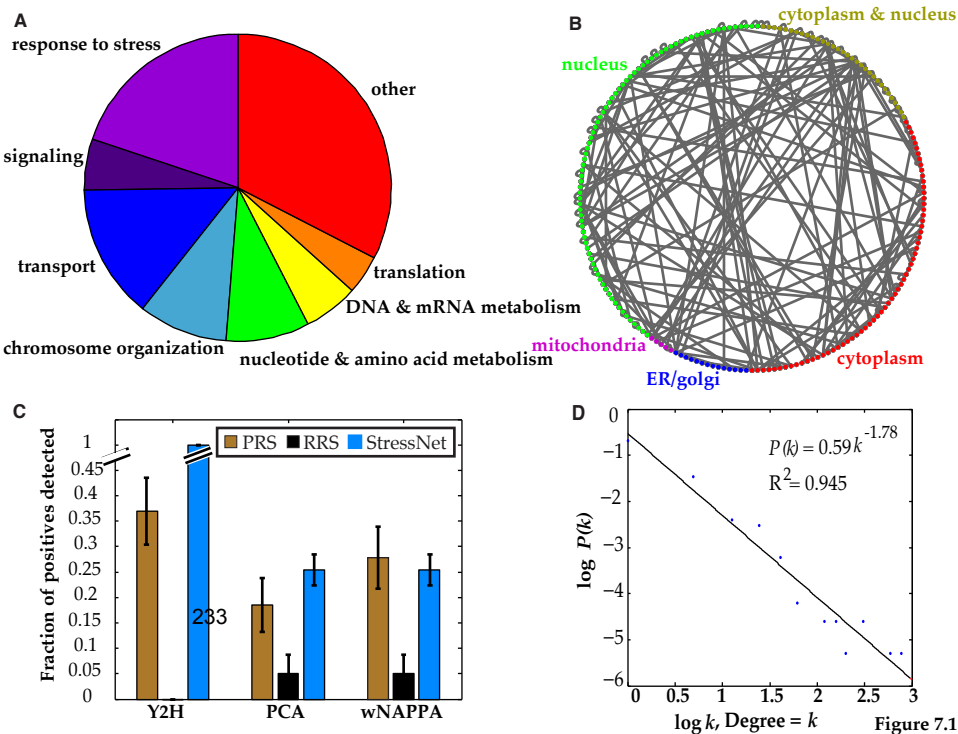 A
response to stress
other
signaling
transport
translation
DNA & mRNA metabolism
chromosome organization
nucleotide & amino acid metabolism
B
cytoplasm & nucleus
nucleus
mitochondria
ER/golgi
cytoplasm
C
Fraction of positives detected
1
0.45
0.4
0.35
0.3
0.25
0.2
0.15
0.1
0.05
0
PRS
RRS
StressNet
233
Y2H
PCA
wNAPPA
D
log P(k)
0
−1
−2
−3
−4
−5
−6
P(k) = 0.59k^-1.78
R^2 = 0.945
0
0.5
1
1.5
2
2.5
3
log k, Degree = k
Figure 7.1